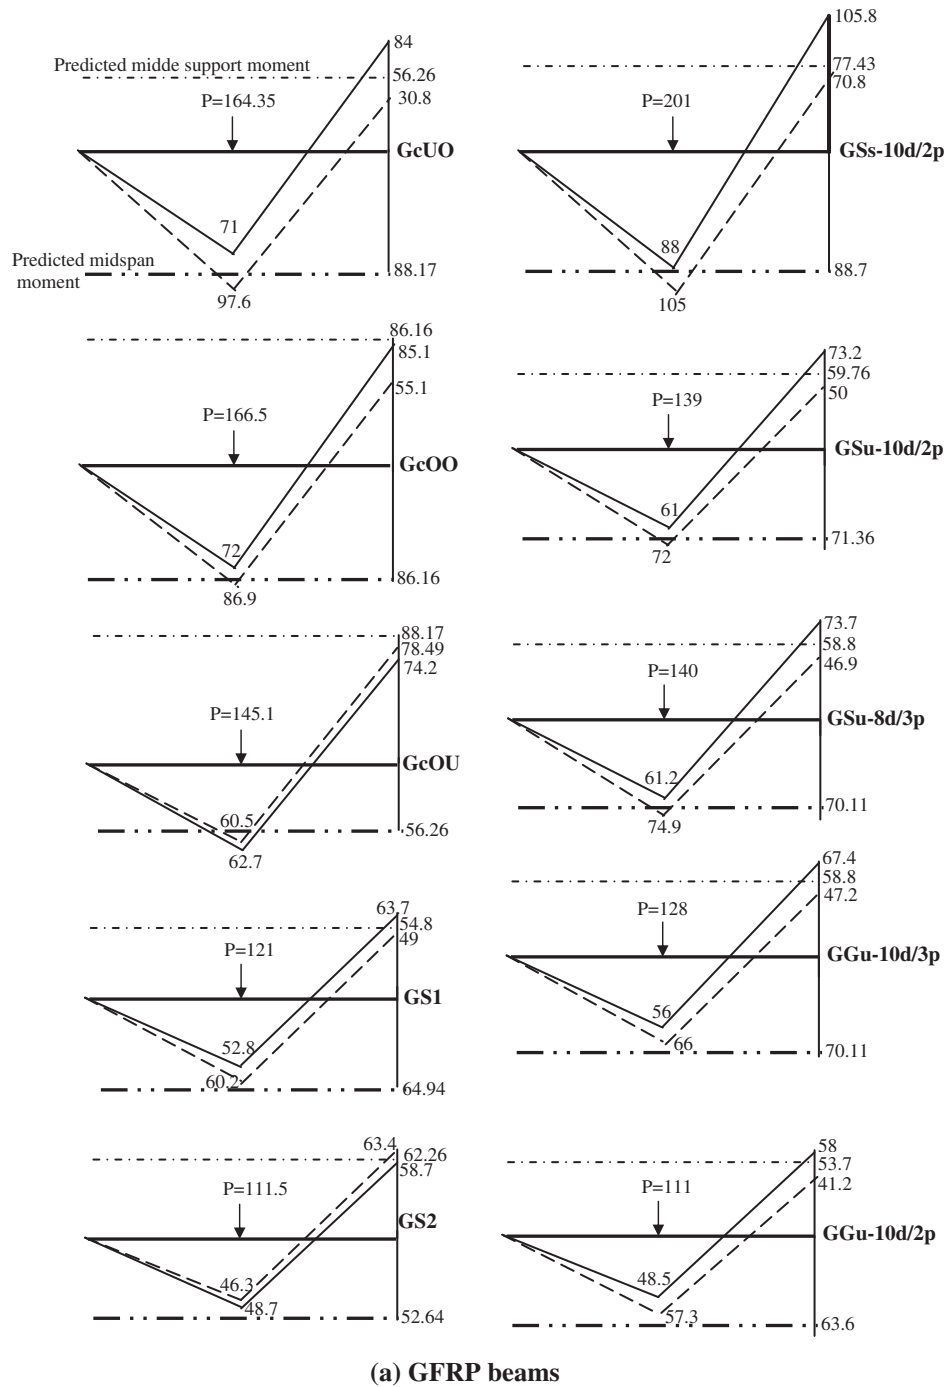 84
Predicted midde support moment
56.26
30.8
P=164.35
GcUO
71
Predicted midspan
moment
88.17
97.6
105.8
77.43
70.8
P=201
GSs-10d/2p
88
88.7
105
86.16
85.1
55.1
P=166.5
GcOO
72
86.16
86.9
73.2
59.76
50
P=139
GSu-10d/2p
61
71.36
72
88.17
78.49
74.2
P=145.1
GcOU
60.5
56.26
62.7
73.7
58.8
46.9
P=140
GSu-8d/3p
61.2
70.11
74.9
63.7
54.8
49
P=121
GS1
52.8
60.2
64.94
67.4
58.8
47.2
P=128
GGu-10d/3p
56
66
70.11
63.4
62.26
58.7
P=111.5
GS2
46.3
48.7
52.64
58
53.7
41.2
P=111
GGu-10d/2p
48.5
57.3
63.6
(a) GFRP beams